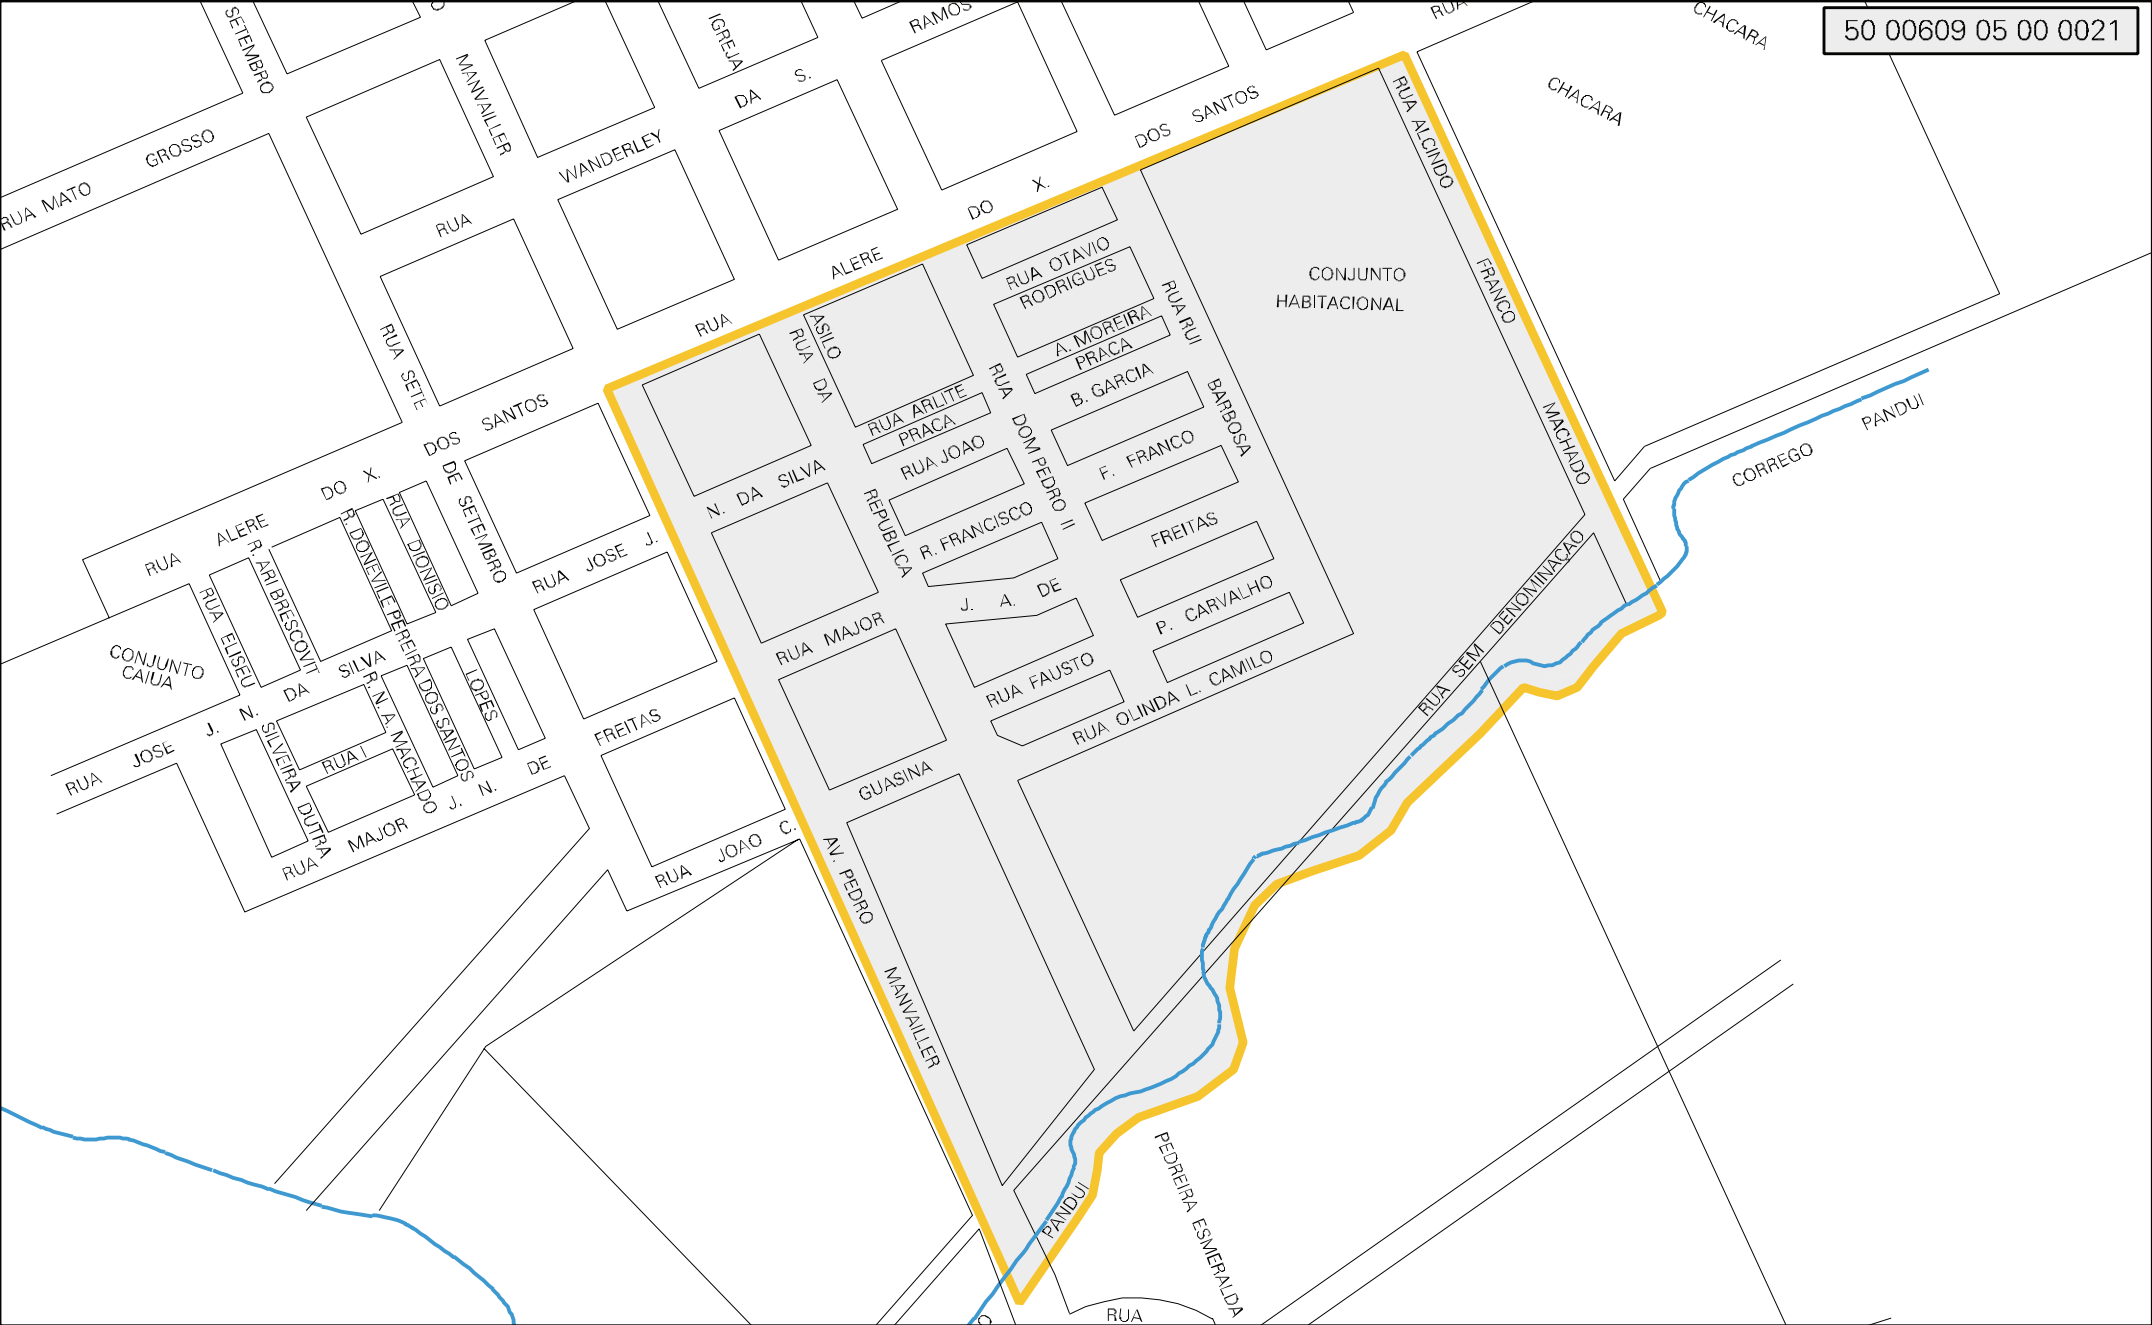 50 00609 05 00 0021
SETEMBRO
MANVAILLER
IGREJA
RAMOS
RUA
CHACARA
CHACARA
DA S.
WANDERLEY
RUA
RUA MATO GROSSO
RUA SETE
DE SETEMBRO
RUA ALERE DO X. DOS SANTOS
RUA ALERE DO X. DOS SANTOS
RUA ALCINDO FRANCO MACHADO
CONJUNTO
HABITACIONAL
RUA OTAVIO
RODRIGUES
A. MOREIRA
PRACA
B. GARCIA
RUA RUI BARBOSA
ASILO
RUA DA REPUBLICA
RUA ARLITE
PRACA
RUA JOAO
F. FRANCO
RUA DOM PEDRO II
N. DA SILVA
R. FRANCISCO
FREITAS
J. A. DE
P. CARVALHO
RUA MAJOR
RUA FAUSTO
RUA OLINDA L. CAMILO
GUASINA
RUA SEM DENOMINAÇAO
CORREGO PANDUI
AV. PEDRO MANVAILLER
PANDUI
PEDREIRA ESMERALDA
RUA
RUA JOSE J.
FREITAS
RUA JOAO C.
CONJUNTO
CAIUA
RUA ELISEU
R. ARI BRESCOVIT
R. DONEVILE PEREIRA DOS SANTOS
RUA DIONISIO
LOPES
RUA JOSE J. N. DA SILVA
R. N. A. MACHADO
SILVEIRA DUTRA
RUA I
RUA MAJOR J. N. DE